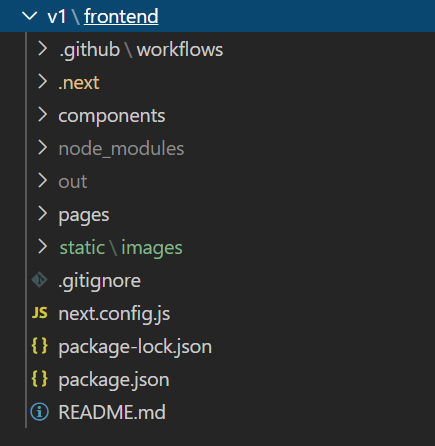 v1\frontend
.github\workflows
.next
components
node_modules
out
pages
static\images
.gitignore
JS next.config.js
{} package-lock.json
{} package.json
README.md